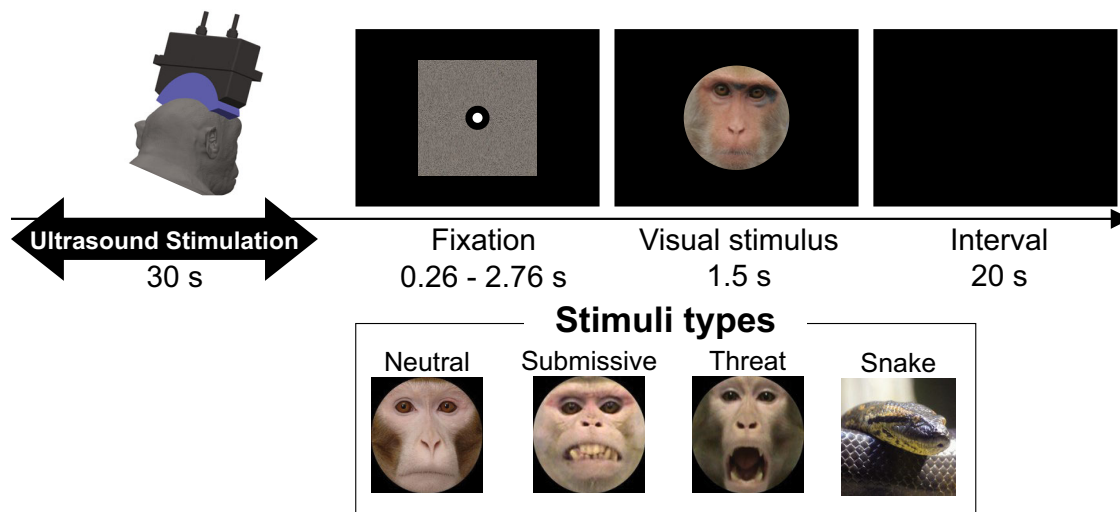 Ultrasound Stimulation
30 s
Fixation
0.26 - 2.76 s
Visual stimulus
1.5 s
Interval
20 s
Stimuli types
Neutral
Submissive
Threat
Snake